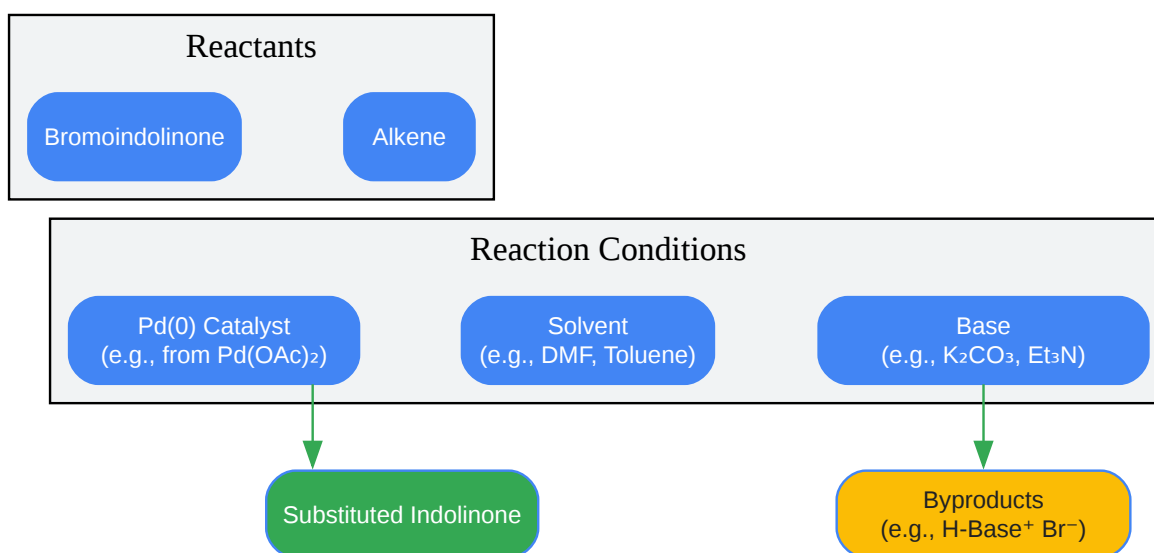 Reactants
Bromoindolinone
Alkene
Reaction Conditions
Pd(0) Catalyst
(e.g., from Pd(OAc)₂)
Solvent
(e.g., DMF, Toluene)
Base
(e.g., K₂CO₃, Et₃N)
Substituted Indolinone
Byproducts
(e.g., H-Base⁺ Br⁻)